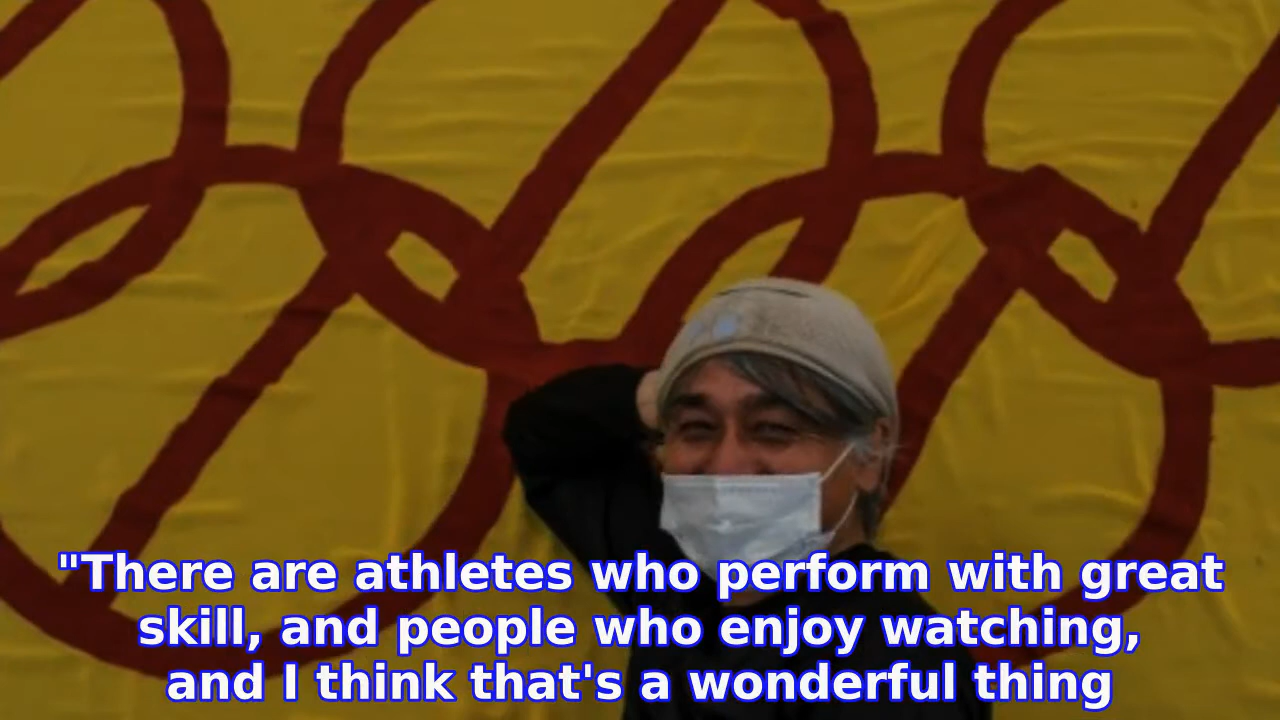 "There are athletes who perform with great
skill, and people who enjoy watching,
and I think that's a wonderful thing